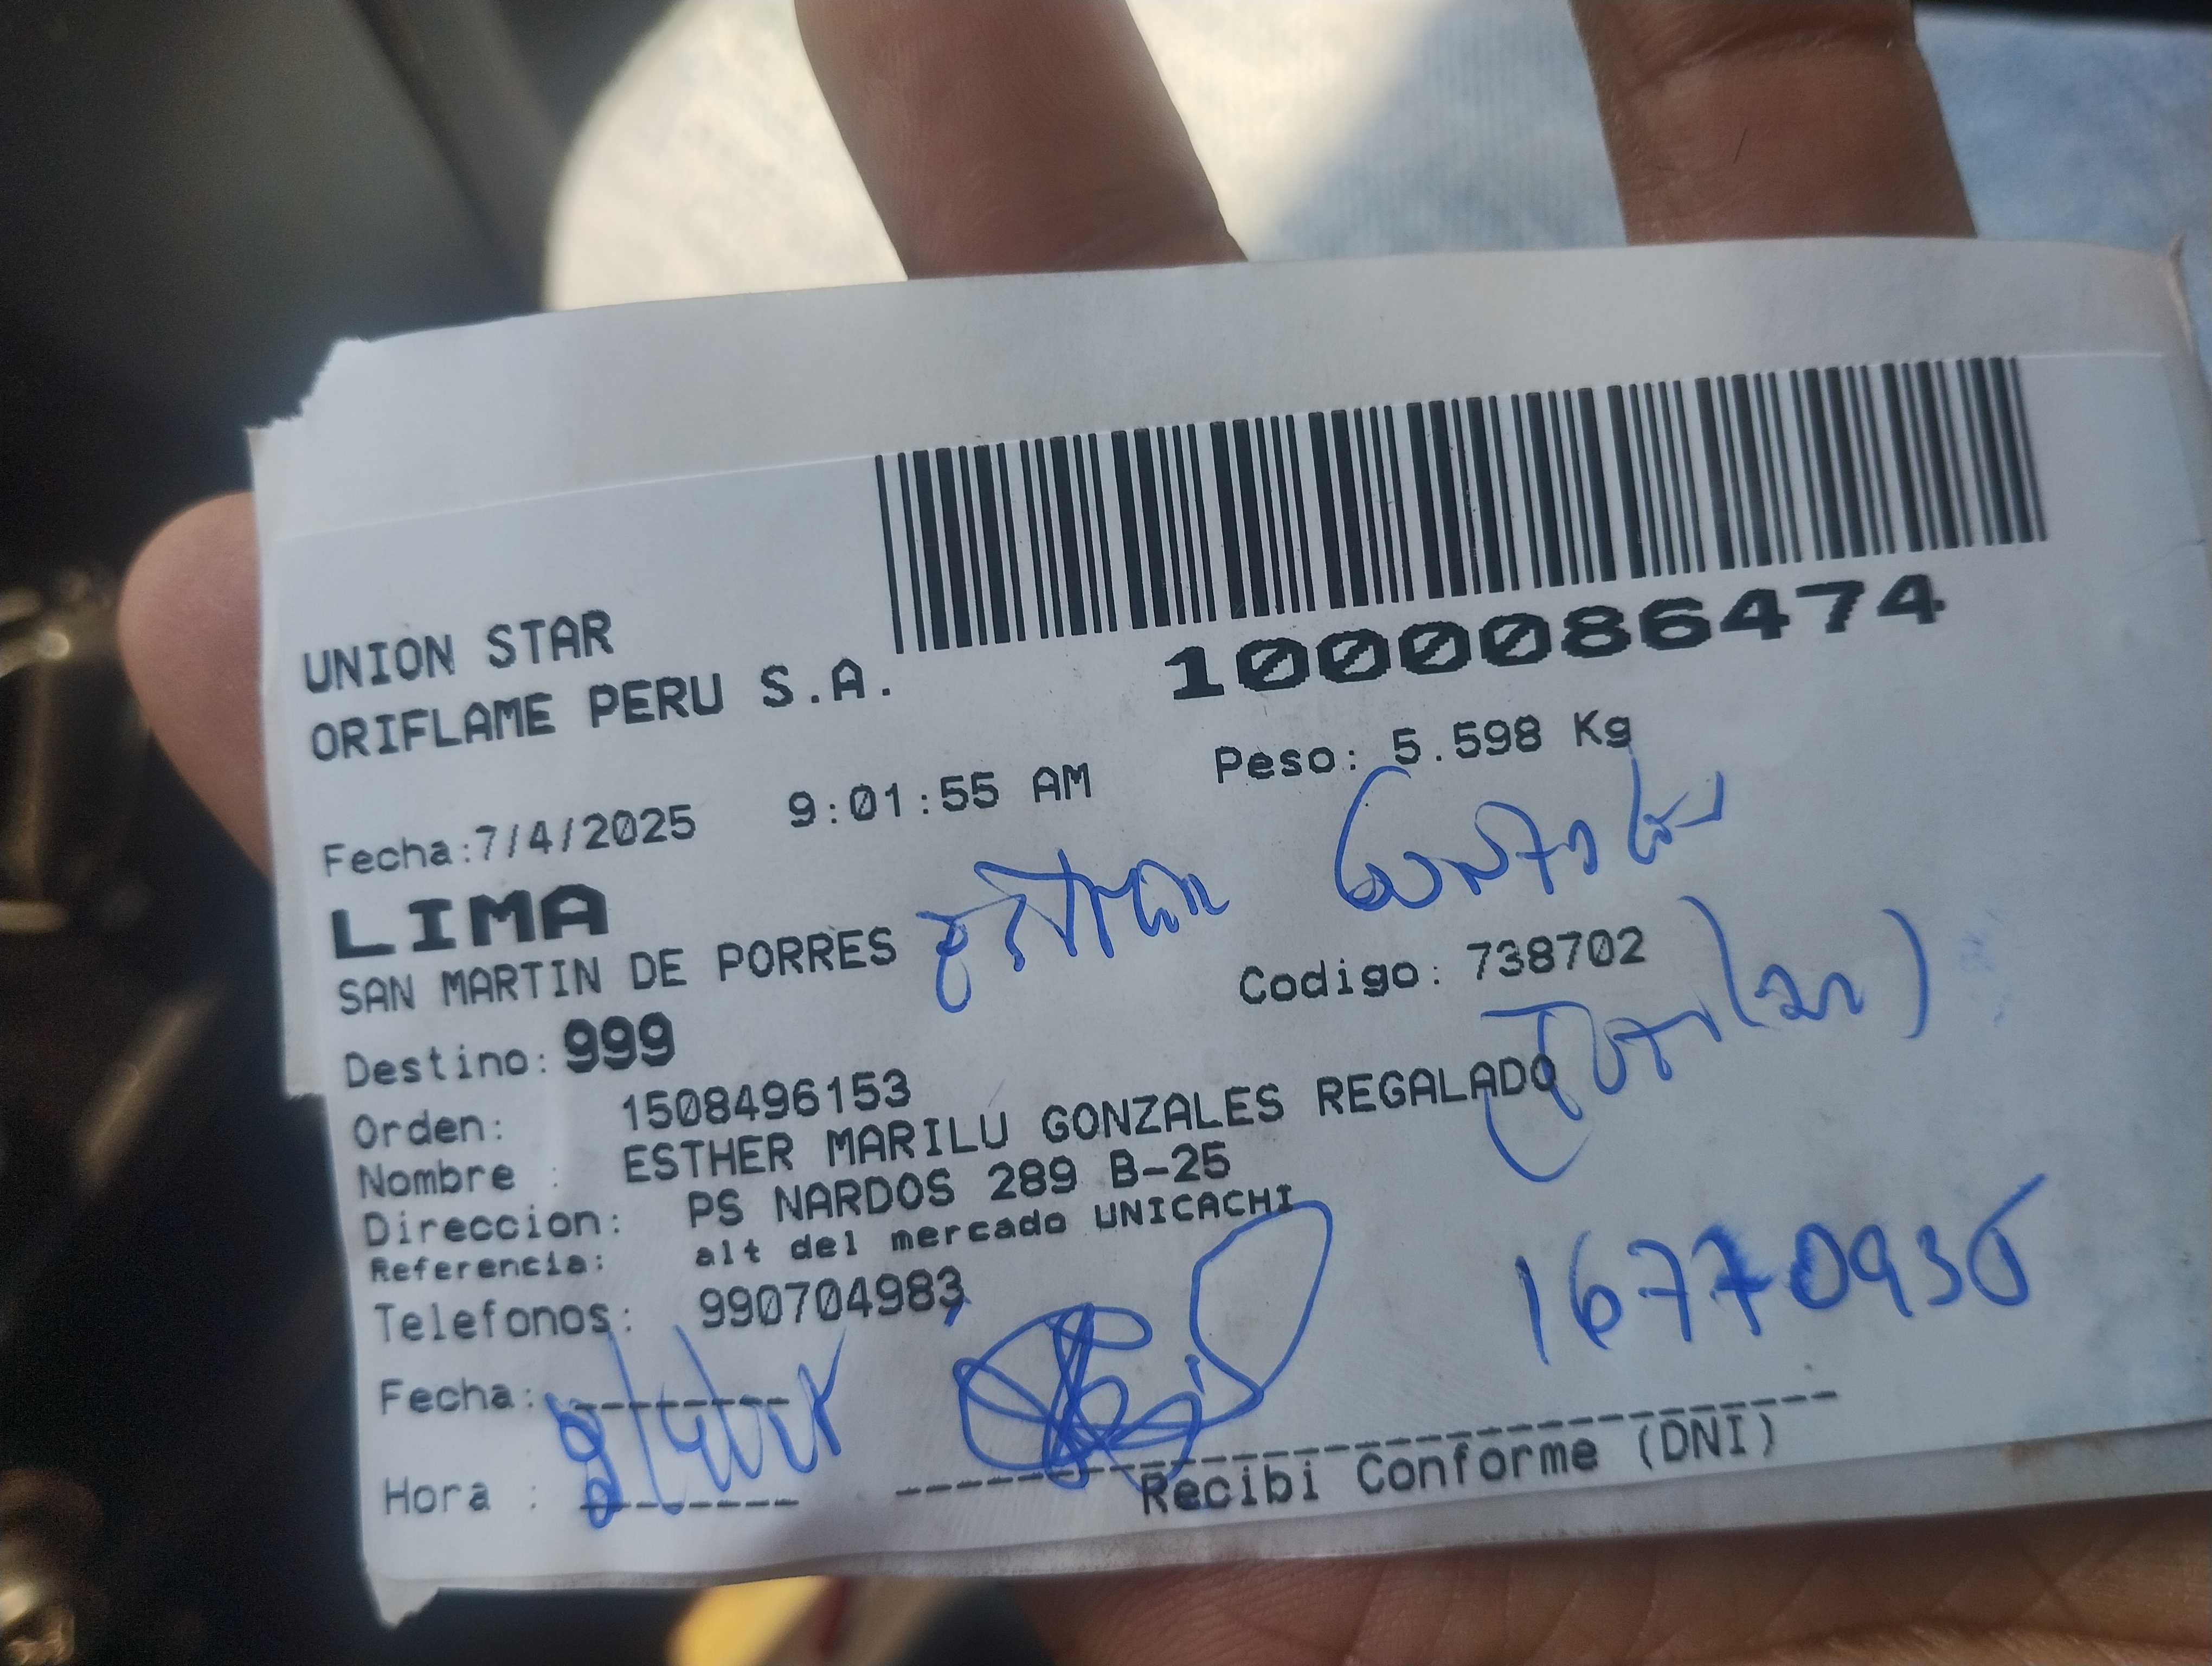 1000086474
UNION STAR
ORIFLAME PERU S.A.
Fecha:7/4/2025 9:01:55 AM Peso: 5.598 Kg
LIMA
SAN MARTIN DE PORRES
Codigo: 738702
Destino: 999
Orden: 1508496153
Nombre : ESTHER MARILU GONZALES REGALADO
Direccion: PS NARDOS 289 B-25
Referencia: alt del mercado UNICACHI
Telefonos: 990704983,
16770936
Fecha:
Hora :
Recibi Conforme (DNI)